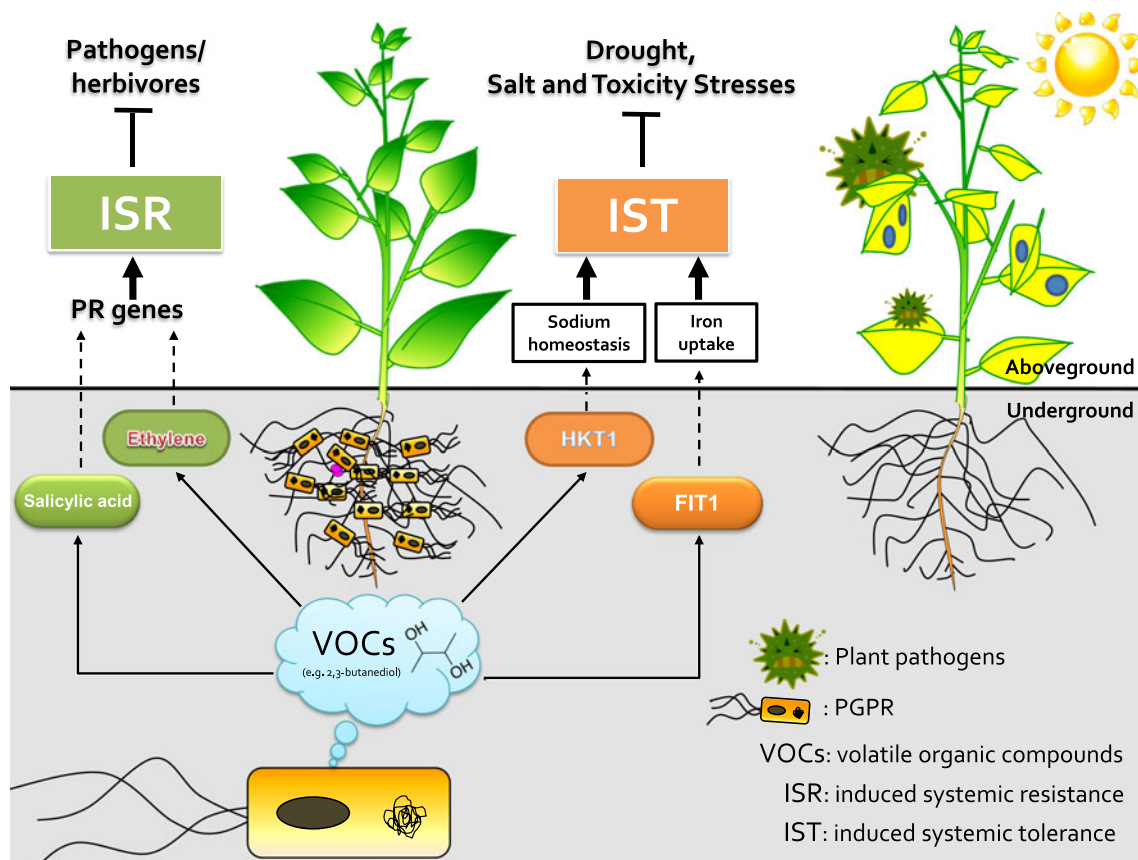 Pathogens/
herbivores
ISR
PR genes
Ethylene
Salicylic acid
Drought,
Salt and Toxicity Stresses
IST
Sodium
homeostasis
Iron
uptake
HKT1
FIT1
Aboveground
Underground
VOCs
(e.g. 2,3-butanediol)
OH
OH
: Plant pathogens
: PGPR
VOCs: volatile organic compounds
ISR: induced systemic resistance
IST: induced systemic tolerance